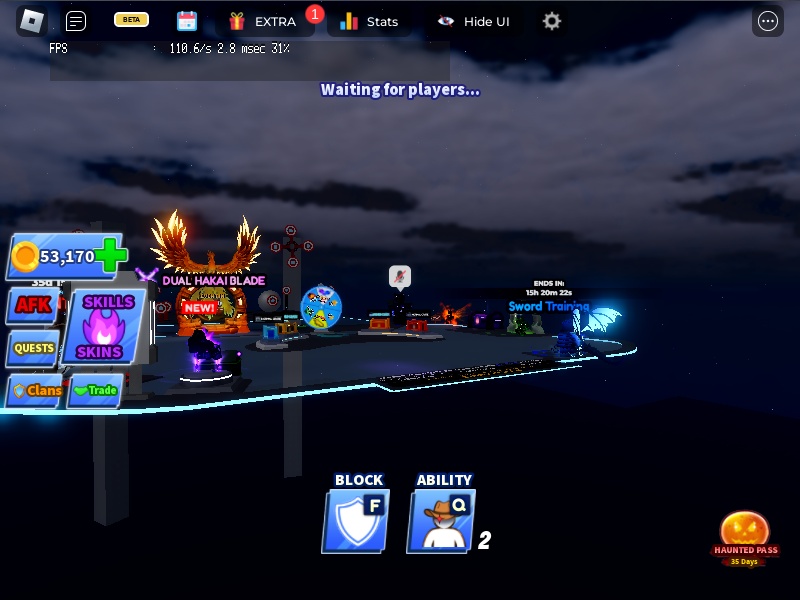 BETA
EXTRA
1
Stats
Hide UI
FPS : 110.6/s 2.8 msec 31%
Waiting for players...
53,170
DUAL HAKAI BLADE
NEW!
ENDS IN:
15h 20m 22s
Sword Training
AFK
SKILLS
SKINS
QUESTS
Clans
Trade
BLOCK
F
ABILITY
Q
2
HAUNTED PASS
35 Days